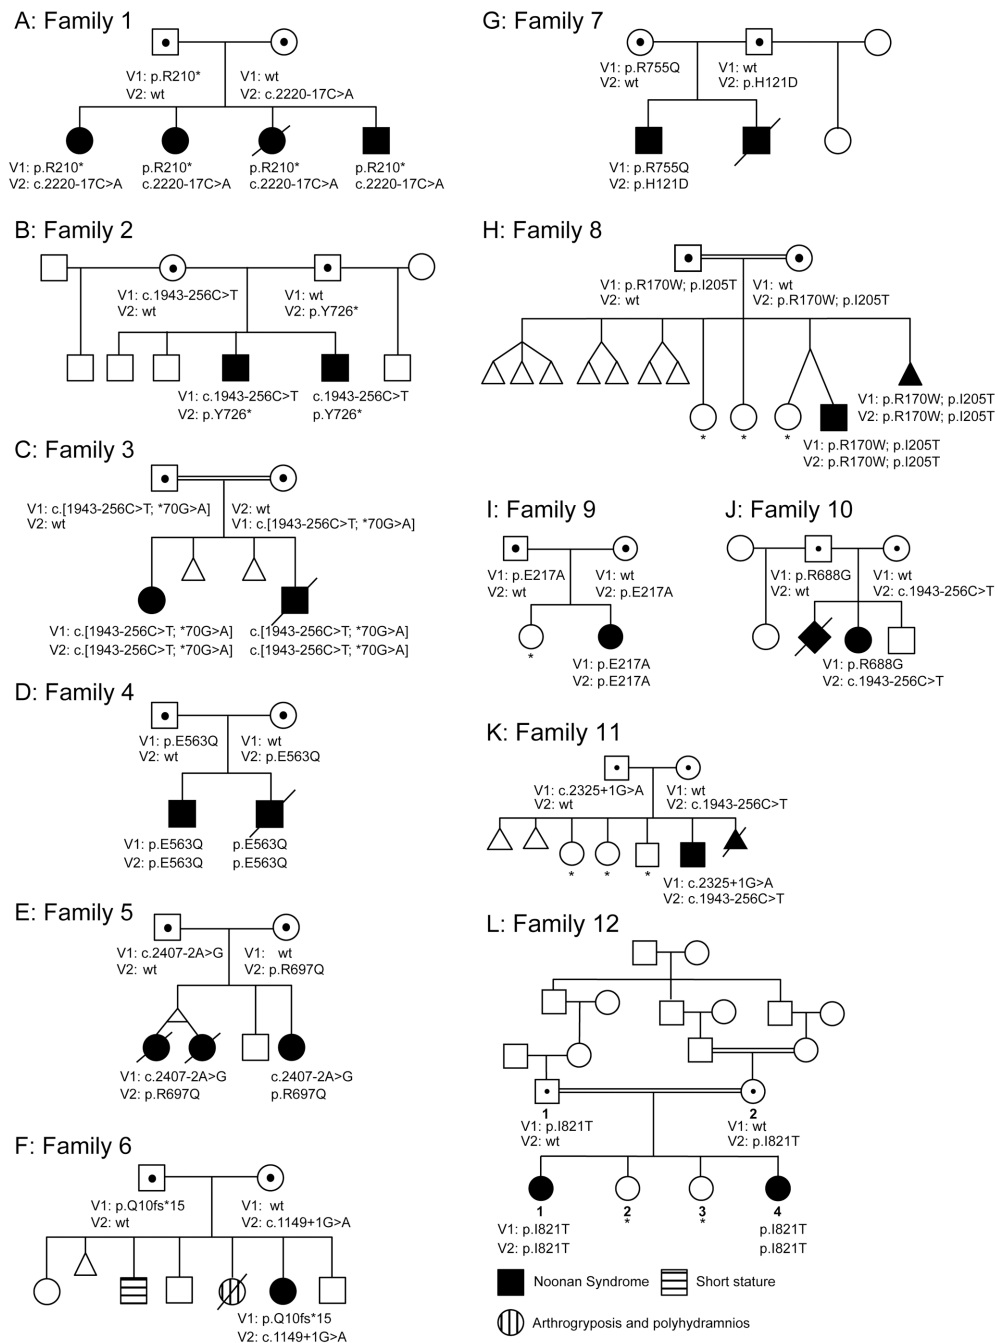 A: Family 1
V1: p.R210*
V2: wt
V1: wt
V2: c.2220-17C>A
V1: p.R210*
V2: c.2220-17C>A
p.R210*
c.2220-17C>A
p.R210*
c.2220-17C>A
p.R210*
c.2220-17C>A
B: Family 2
V1: c.1943-256C>T
V2: wt
V1: wt
V2: p.Y726*
V1: c.1943-256C>T
V2: p.Y726*
c.1943-256C>T
p.Y726*
C: Family 3
V1: c.[1943-256C>T; *70G>A]
V2: wt
V2: wt
V1: c.[1943-256C>T; *70G>A]
V1: c.[1943-256C>T; *70G>A]
V2: c.[1943-256C>T; *70G>A]
c.[1943-256C>T; *70G>A]
c.[1943-256C>T; *70G>A]
D: Family 4
V1: p.E563Q
V2: wt
V1: wt
V2: p.E563Q
V1: p.E563Q
V2: p.E563Q
p.E563Q
p.E563Q
E: Family 5
V1: c.2407-2A>G
V2: wt
V1: wt
V2: p.R697Q
V1: c.2407-2A>G
V2: p.R697Q
c.2407-2A>G
p.R697Q
F: Family 6
V1: p.Q10fs*15
V2: wt
V1: wt
V2: c.1149+1G>A
V1: p.Q10fs*15
V2: c.1149+1G>A
G: Family 7
V1: p.R755Q
V2: wt
V1: wt
V2: p.H121D
V1: p.R755Q
V2: p.H121D
H: Family 8
V1: p.R170W; p.I205T
V2: wt
V1: wt
V2: p.R170W; p.I205T
V1: p.R170W; p.I205T
V2: p.R170W; p.I205T
* * *
V1: p.R170W; p.I205T
V2: p.R170W; p.I205T
I: Family 9
V1: p.E217A
V2: wt
V1: wt
V2: p.E217A
*
V1: p.E217A
V2: p.E217A
J: Family 10
V1: p.R688G
V2: wt
V1: wt
V2: c.1943-256C>T
V1: p.R688G
V2: c.1943-256C>T
K: Family 11
V1: c.2325+1G>A
V2: wt
V1: wt
V2: c.1943-256C>T
* * *
V1: c.2325+1G>A
V2: c.1943-256C>T
L: Family 12
1
V1: p.I821T
V2: wt
2
V1: wt
V2: p.I821T
1 2 3 4
* *
V1: p.I821T
V2: p.I821T
p.I821T
p.I821T
Noonan Syndrome
Short stature
Arthrogryposis and polyhydramnios